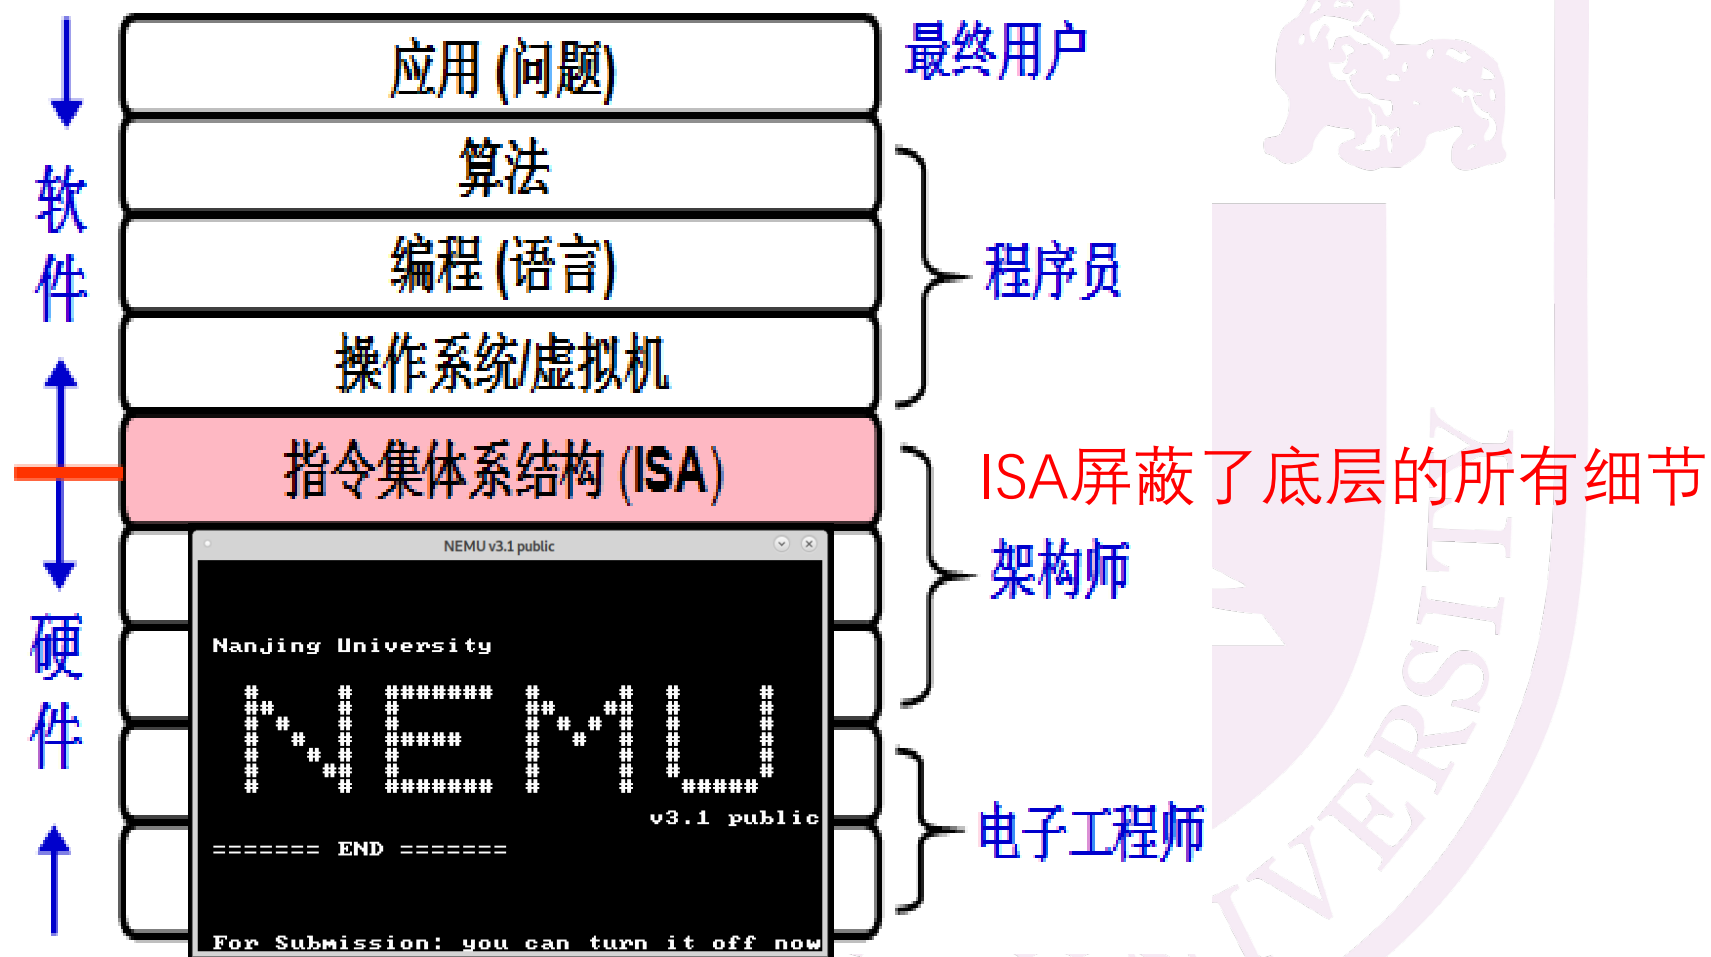 应用 (问题)
最终用户
算法
编程 (语言)
操作系统/虚拟机
程序员
软件
指令集体系结构 (ISA)
ISA屏蔽了底层的所有细节
架构师
硬件
电子工程师
NEMU v3.1 public
Nanjing University
NEMU
v3.1 public
======= END =======
For Submission: you can turn it off now
VERSITY